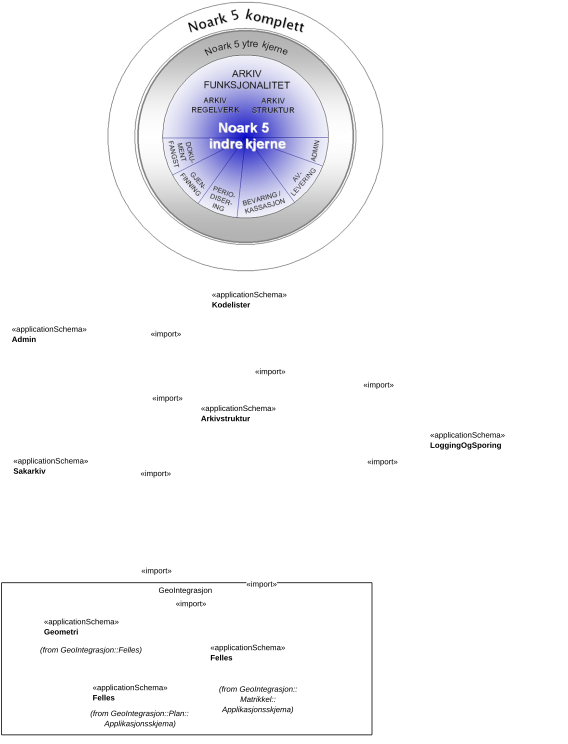 Noark 5 komplett
Noark 5 ytre kjerne
ARKIV
FUNKSJONALITET
ARKIV
REGELVERK
ARKIV
STRUKTUR
Noark 5
indre kjerne
DOKU-
MENT
FANGST
GJEN-
FINNING
PERIO-
DISER-
ING
BEVARING /
KASSASJON
AV-
LEVERING
ADMIN
«applicationSchema»
Kodelister
«applicationSchema»
Admin
«import»
«import»
«import»
«import»
«applicationSchema»
Arkivstruktur
«applicationSchema»
LoggingOgSporing
«applicationSchema»
Sakarkiv
«import»
«import»
«import»
«import»
GeoIntegrasjon
«import»
«applicationSchema»
Geometri
(from GeoIntegrasjon::Felles)
«applicationSchema»
Felles
(from GeoIntegrasjon::
Matrikkel::
Applikasjonsskjema)
«applicationSchema»
Felles
(from GeoIntegrasjon::Plan::
Applikasjonsskjema)